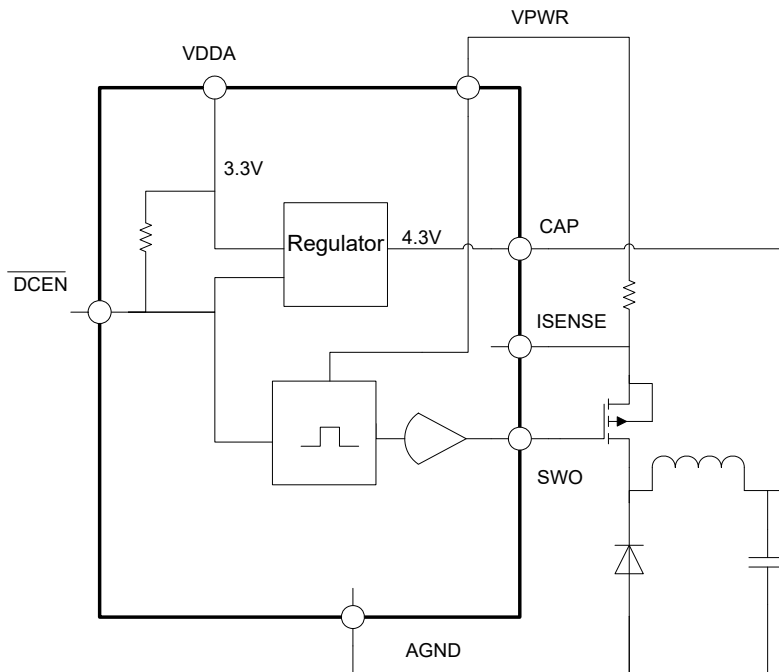 VPWR
VDDA
3.3V
Regulator
4.3V
CAP
DCEN
ISENSE
SWO
AGND